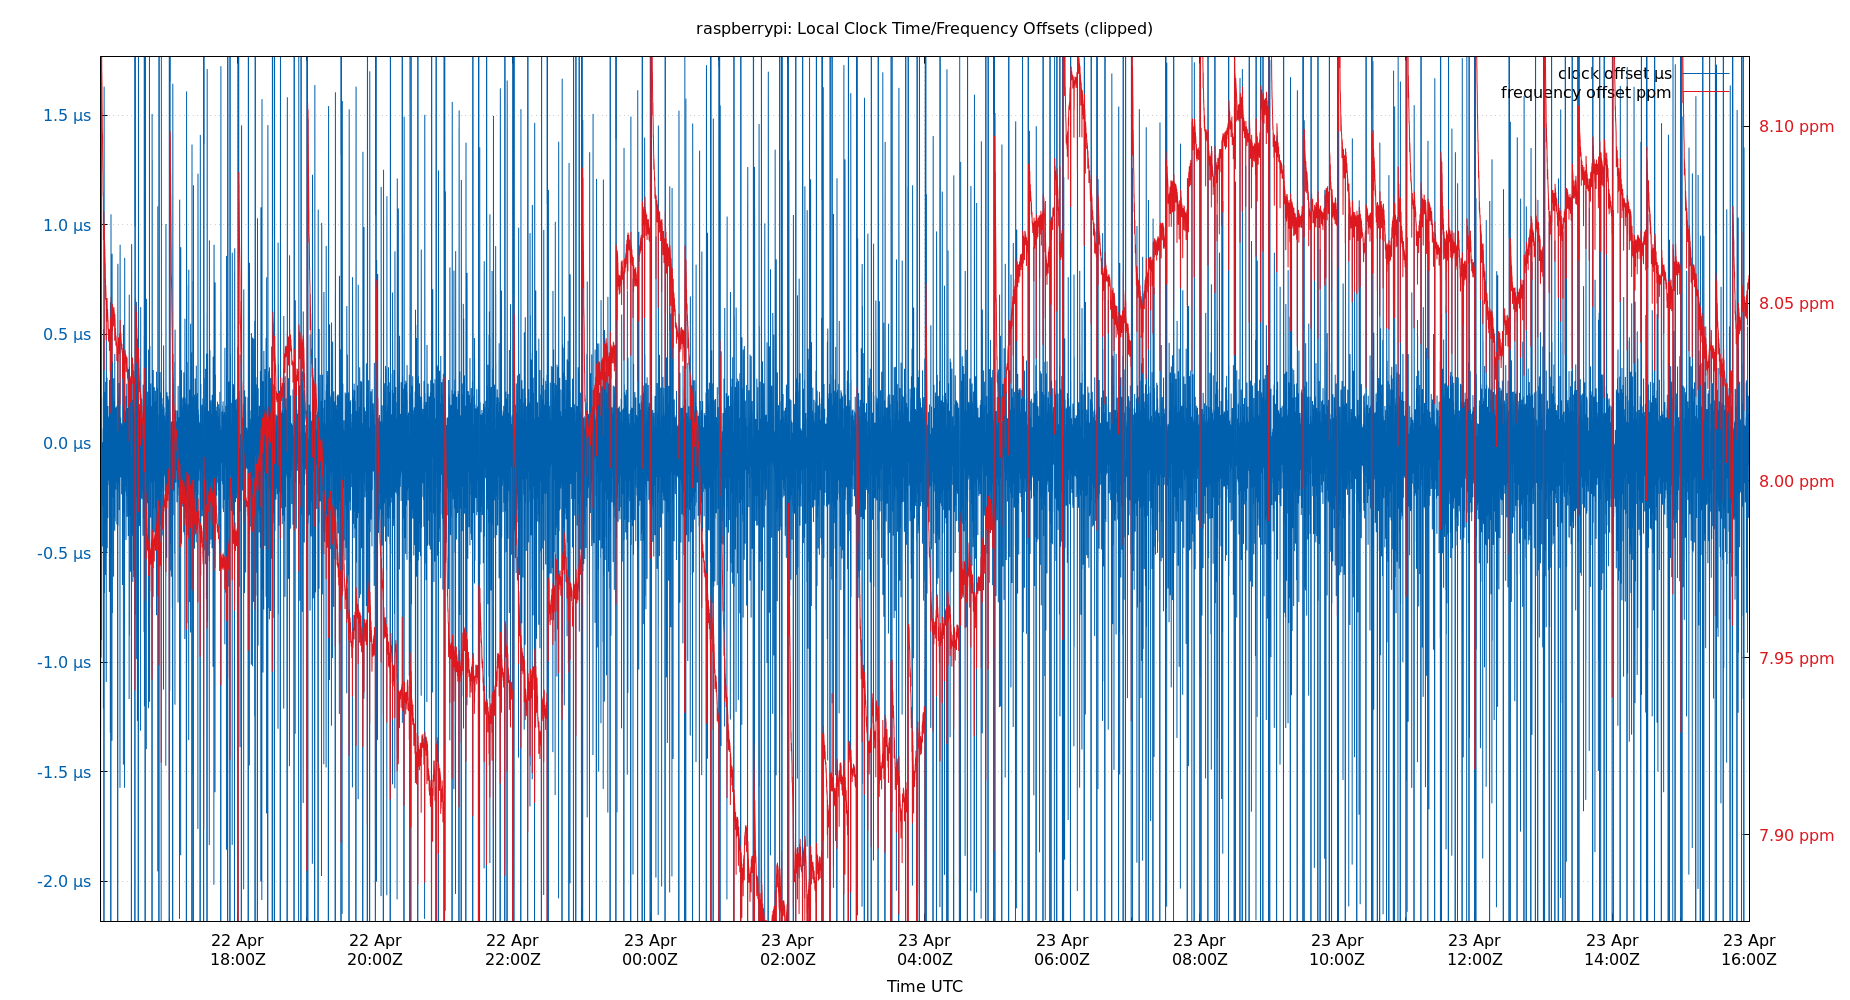 raspberrypi: Local Clock Time/Frequency Offsets (clipped)
clock offset µs
frequency offset ppm
1.5 µs
1.0 µs
0.5 µs
0.0 µs
-0.5 µs
-1.0 µs
-1.5 µs
-2.0 µs
8.10 ppm
8.05 ppm
8.00 ppm
7.95 ppm
7.90 ppm
22 Apr 22 Apr 22 Apr 23 Apr 23 Apr 23 Apr 23 Apr 23 Apr 23 Apr 23 Apr 23 Apr 23 Apr
18:00Z 20:00Z 22:00Z 00:00Z 02:00Z 04:00Z 06:00Z 08:00Z 10:00Z 12:00Z 14:00Z 16:00Z
Time UTC